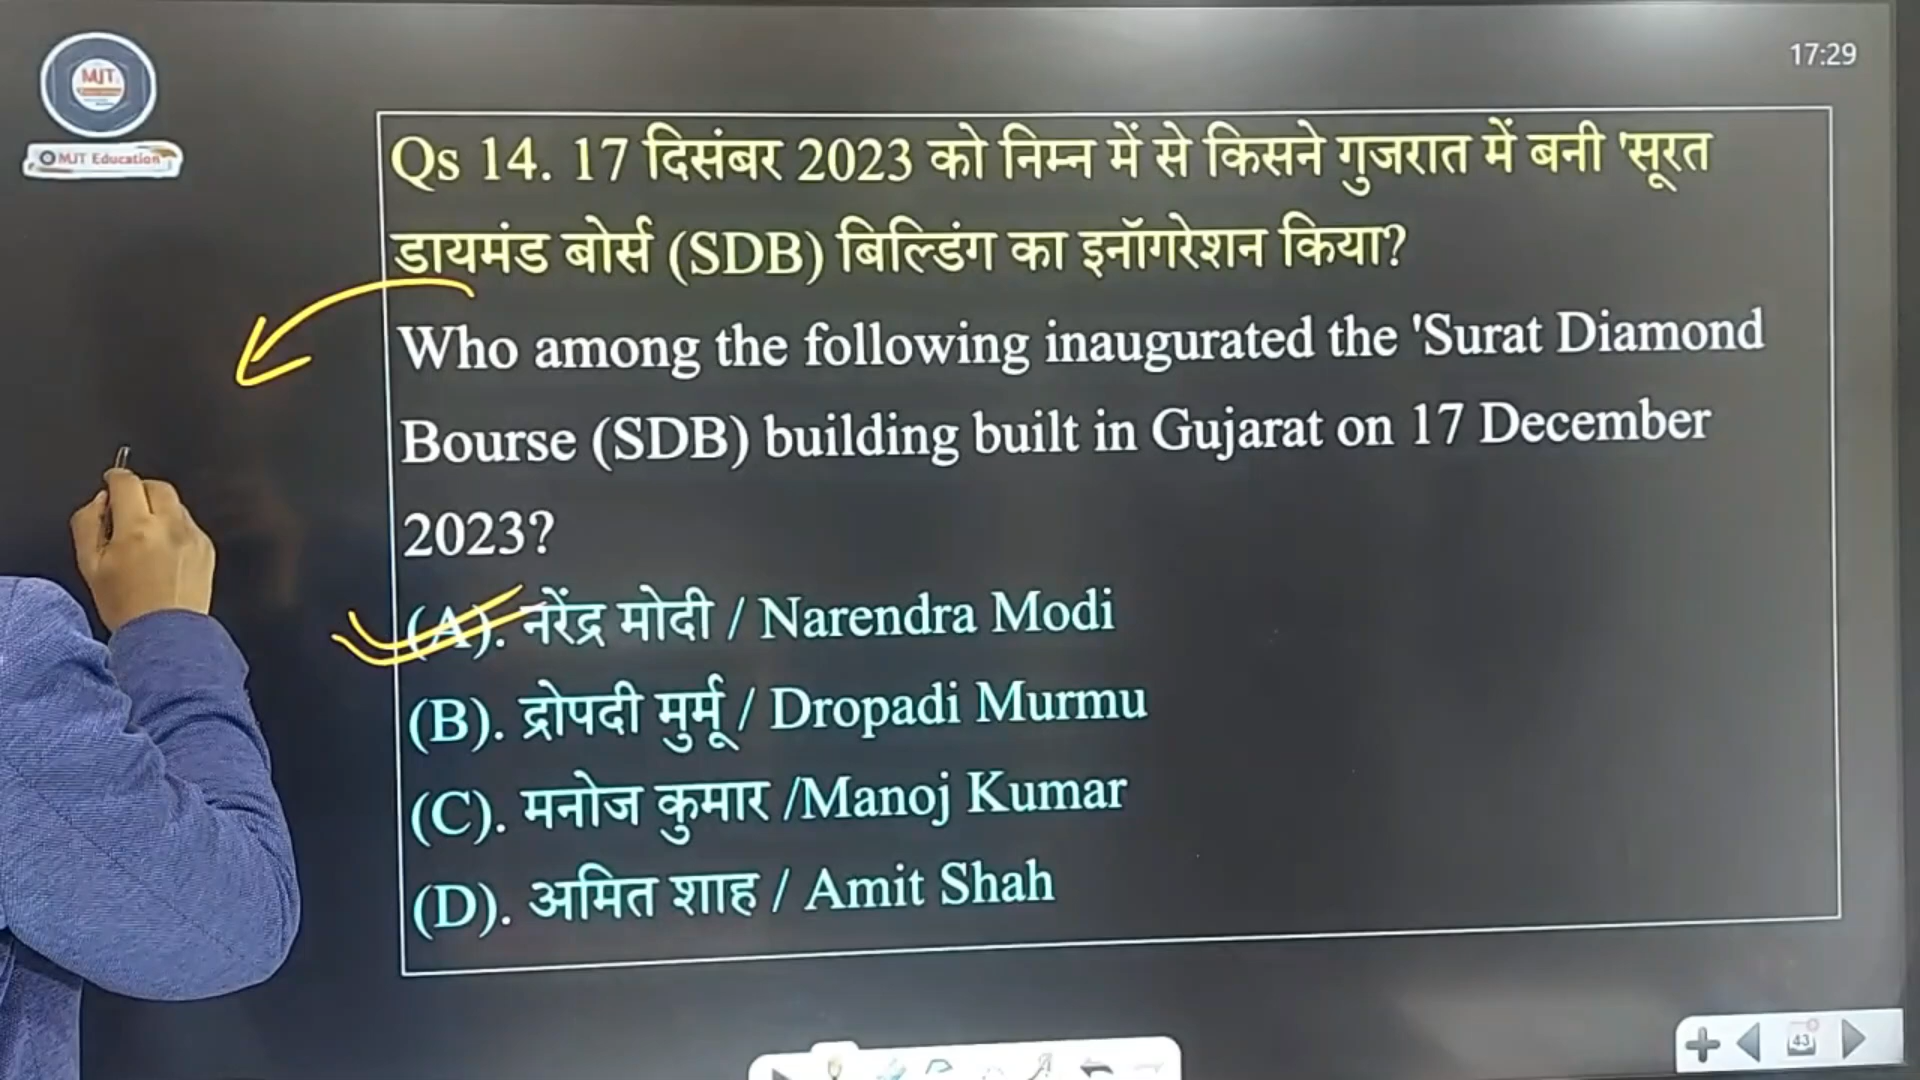 MJT
MJT Education
17:29
Qs 14. 17 दिसंबर 2023 को निम्न में से किसने गुजरात में बनी 'सूरत
डायमंड बोर्स (SDB) बिल्डिंग का इनॉगरेशन किया?
Who among the following inaugurated the 'Surat Diamond
Bourse (SDB) building built in Gujarat on 17 December
2023?
(A). नरेंद्र मोदी / Narendra Modi
(B). द्रोपदी मुर्मू / Dropadi Murmu
(C). मनोज कुमार /Manoj Kumar
(D). अमित शाह / Amit Shah
43